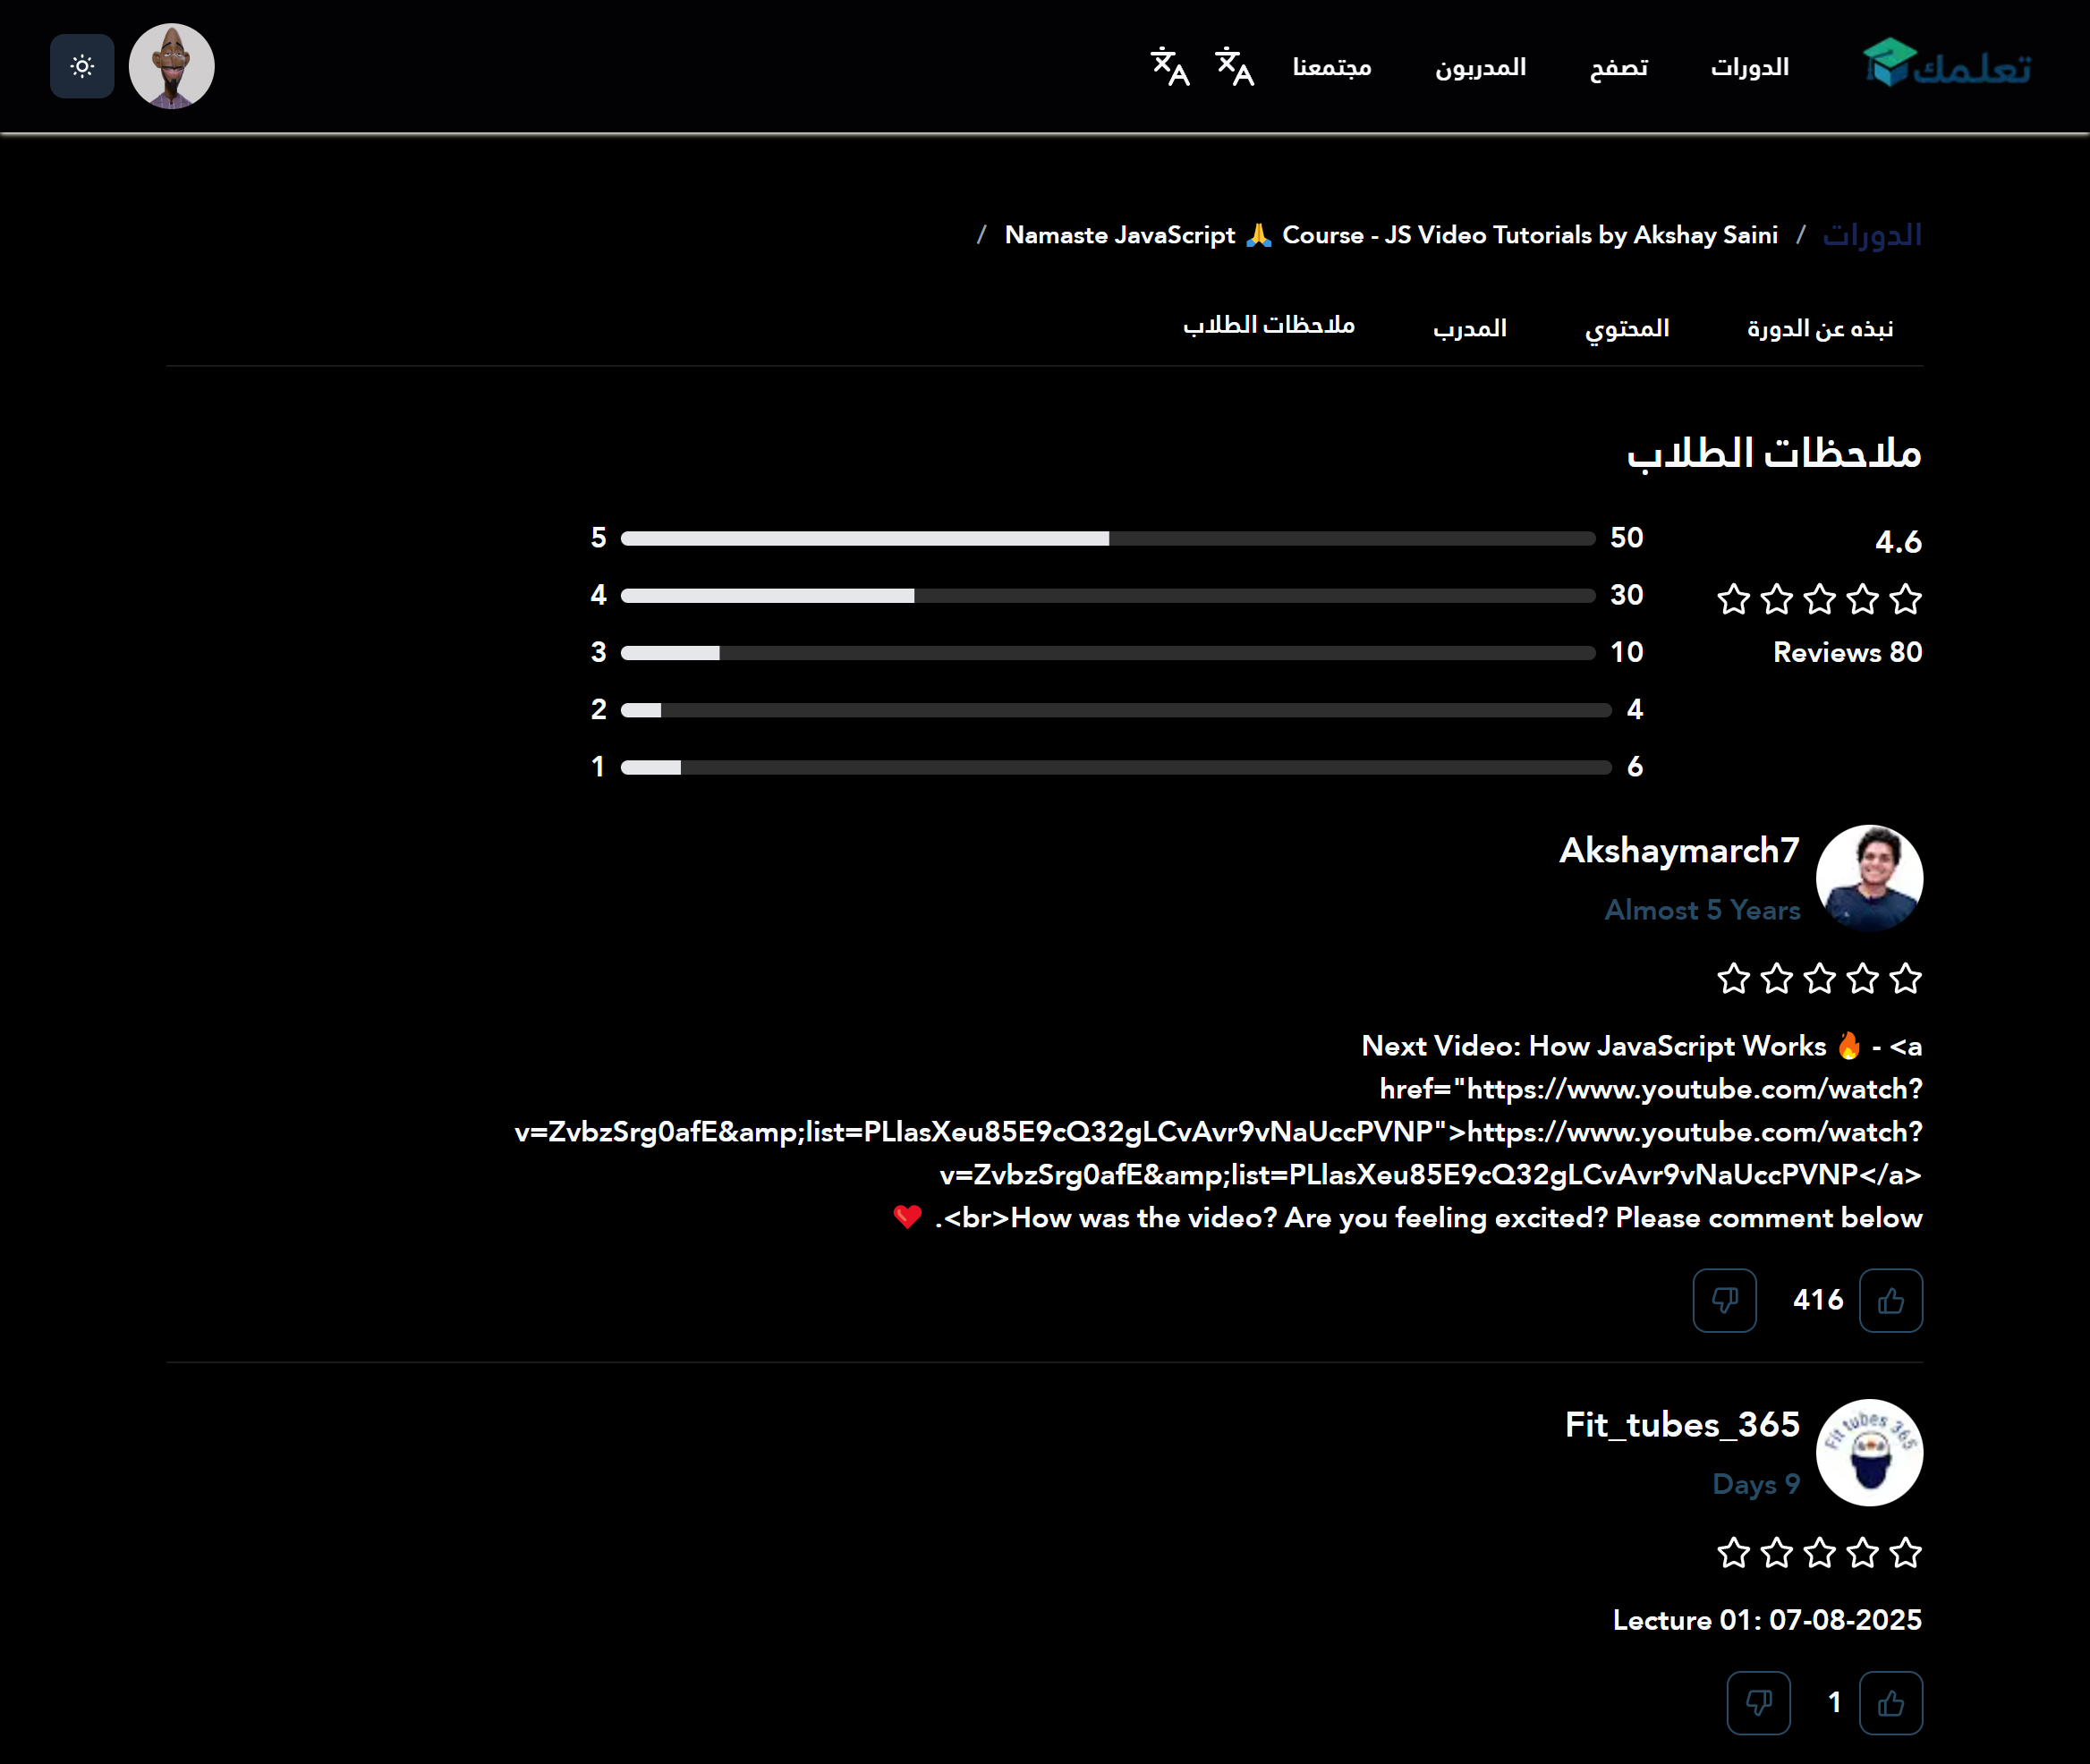 تعلمك
الدورات
تصفح
المدربون
مجتمعنا
الدورات / Namaste JavaScript 🙏 Course - JS Video Tutorials by Akshay Saini /
نبذه عن الدورة
المحتوي
المدرب
ملاحظات الطلاب
ملاحظات الطلاب
4.6
Reviews 80
50 5
30 4
10 3
4 2
6 1
Akshaymarch7
Almost 5 Years
Next Video: How JavaScript Works 🔥 - <a
href="https://www.youtube.com/watch?
v=ZvbzSrg0afE&amp;list=PLlasXeu85E9cQ32gLCvAvr9vNaUccPVNP">https://www.youtube.com/watch?
v=ZvbzSrg0afE&amp;list=PLlasXeu85E9cQ32gLCvAvr9vNaUccPVNP</a>
<br>How was the video? Are you feeling excited? Please comment below. ❤️
416
Fit tubes 365
Fit_tubes_365
Days 9
Lecture 01: 07-08-2025
1